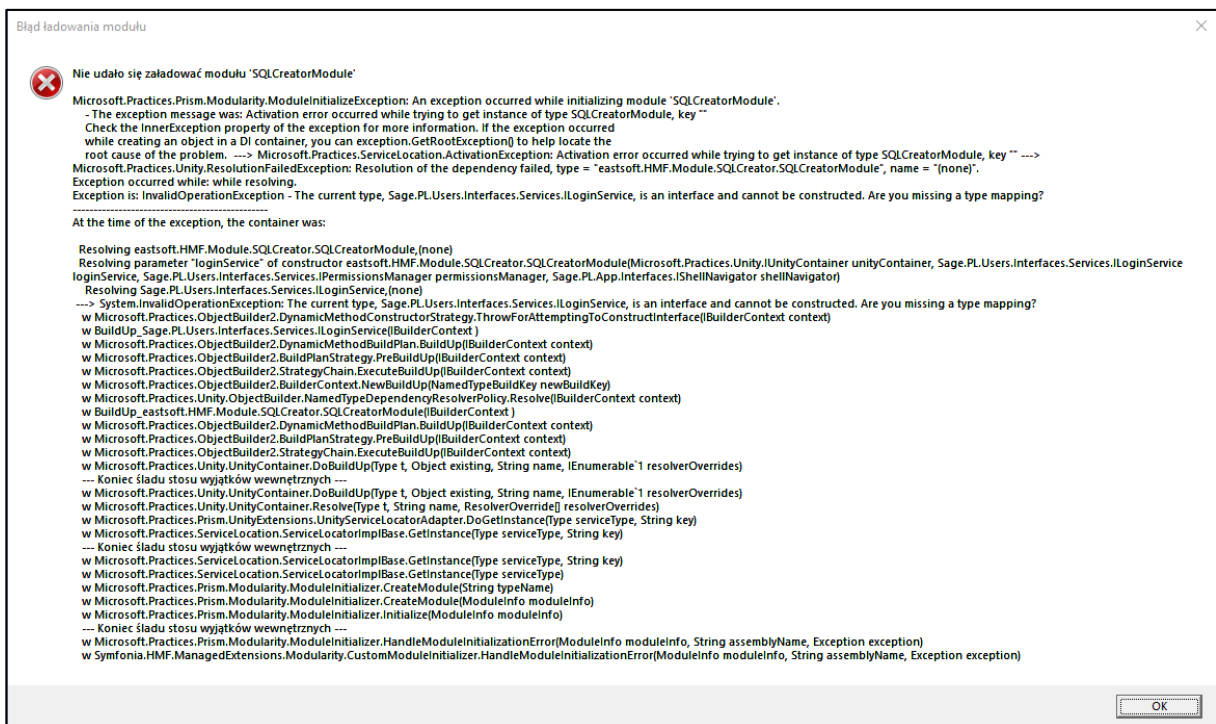 Błąd ładowania modułu
Nie udało się załadować modułu 'SQLCreatorModule'
Microsoft.Practices.Prism.Modularity.ModuleInitializeException: An exception occurred while initializing module 'SQLCreatorModule'.
- The exception message was: Activation error occurred while trying to get instance of type SQLCreatorModule, key ""
Check the InnerException property of the exception for more information. If the exception occurred
while creating an object in a DI container, you can exception.GetRootException() to help locate the
root cause of the problem. ---> Microsoft.Practices.ServiceLocation.ActivationException: Activation error occurred while trying to get instance of type SQLCreatorModule, key "" --->
Microsoft.Practices.Unity.ResolutionFailedException: Resolution of the dependency failed, type = "eastsoft.HMF.Module.SQLCreator.SQLCreatorModule", name = "(none)".
Exception occurred while: while resolving.
Exception is: InvalidOperationException - The current type, Sage.PL.Users.Interfaces.Services.ILoginService, is an interface and cannot be constructed. Are you missing a type mapping?
-----------------------------------------------
At the time of the exception, the container was:
Resolving eastsoft.HMF.Module.SQLCreator.SQLCreatorModule,(none)
Resolving parameter "loginService" of constructor eastsoft.HMF.Module.SQLCreator.SQLCreatorModule(Microsoft.Practices.Unity.IUnityContainer unityContainer, Sage.PL.Users.Interfaces.Services.ILoginService
loginService, Sage.PL.Users.Interfaces.Services.IPermissionsManager permissionsManager, Sage.PL.App.Interfaces.IShellNavigator shellNavigator)
Resolving Sage.PL.Users.Interfaces.Services.ILoginService,(none)
---> System.InvalidOperationException: The current type, Sage.PL.Users.Interfaces.Services.ILoginService, is an interface and cannot be constructed. Are you missing a type mapping?
w Microsoft.Practices.ObjectBuilder2.DynamicMethodConstructorStrategy.ThrowForAttemptingToConstructInterface(IBuilderContext context)
w BuildUp_Sage.PL.Users.Interfaces.Services.ILoginService(IBuilderContext )
w Microsoft.Practices.ObjectBuilder2.DynamicMethodBuildPlan.BuildUp(IBuilderContext context)
w Microsoft.Practices.ObjectBuilder2.BuildPlanStrategy.PreBuildUp(IBuilderContext context)
w Microsoft.Practices.ObjectBuilder2.StrategyChain.ExecuteBuildUp(IBuilderContext context)
w Microsoft.Practices.ObjectBuilder2.BuilderContext.NewBuildUp(NamedTypeBuildKey newBuildKey)
w Microsoft.Practices.Unity.ObjectBuilder.NamedTypeDependencyResolverPolicy.Resolve(IBuilderContext context)
w BuildUp_eastsoft.HMF.Module.SQLCreator.SQLCreatorModule(IBuilderContext )
w Microsoft.Practices.ObjectBuilder2.DynamicMethodBuildPlan.BuildUp(IBuilderContext context)
w Microsoft.Practices.ObjectBuilder2.BuildPlanStrategy.PreBuildUp(IBuilderContext context)
w Microsoft.Practices.ObjectBuilder2.StrategyChain.ExecuteBuildUp(IBuilderContext context)
w Microsoft.Practices.Unity.UnityContainer.DoBuildUp(Type t, Object existing, String name, IEnumerable`1 resolverOverrides)
--- Koniec śladu stosu wyjątków wewnętrznych ---
w Microsoft.Practices.Unity.UnityContainer.DoBuildUp(Type t, Object existing, String name, IEnumerable`1 resolverOverrides)
w Microsoft.Practices.Unity.UnityContainer.Resolve(Type t, String name, ResolverOverride[] resolverOverrides)
w Microsoft.Practices.Prism.UnityExtensions.UnityServiceLocatorAdapter.DoGetInstance(Type serviceType, String key)
w Microsoft.Practices.ServiceLocation.ServiceLocatorImplBase.GetInstance(Type serviceType, String key)
--- Koniec śladu stosu wyjątków wewnętrznych ---
w Microsoft.Practices.ServiceLocation.ServiceLocatorImplBase.GetInstance(Type serviceType, String key)
w Microsoft.Practices.ServiceLocation.ServiceLocatorImplBase.GetInstance(Type serviceType)
w Microsoft.Practices.Prism.Modularity.ModuleInitializer.CreateModule(String typeName)
w Microsoft.Practices.Prism.Modularity.ModuleInitializer.CreateModule(ModuleInfo moduleInfo)
w Microsoft.Practices.Prism.Modularity.ModuleInitializer.Initialize(ModuleInfo moduleInfo)
--- Koniec śladu stosu wyjątków wewnętrznych ---
w Microsoft.Practices.Prism.Modularity.ModuleInitializer.HandleModuleInitializationError(ModuleInfo moduleInfo, String assemblyName, Exception exception)
w Symfonia.HMF.ManagedExtensions.Modularity.CustomModuleInitializer.HandleModuleInitializationError(ModuleInfo moduleInfo, String assemblyName, Exception exception)
OK